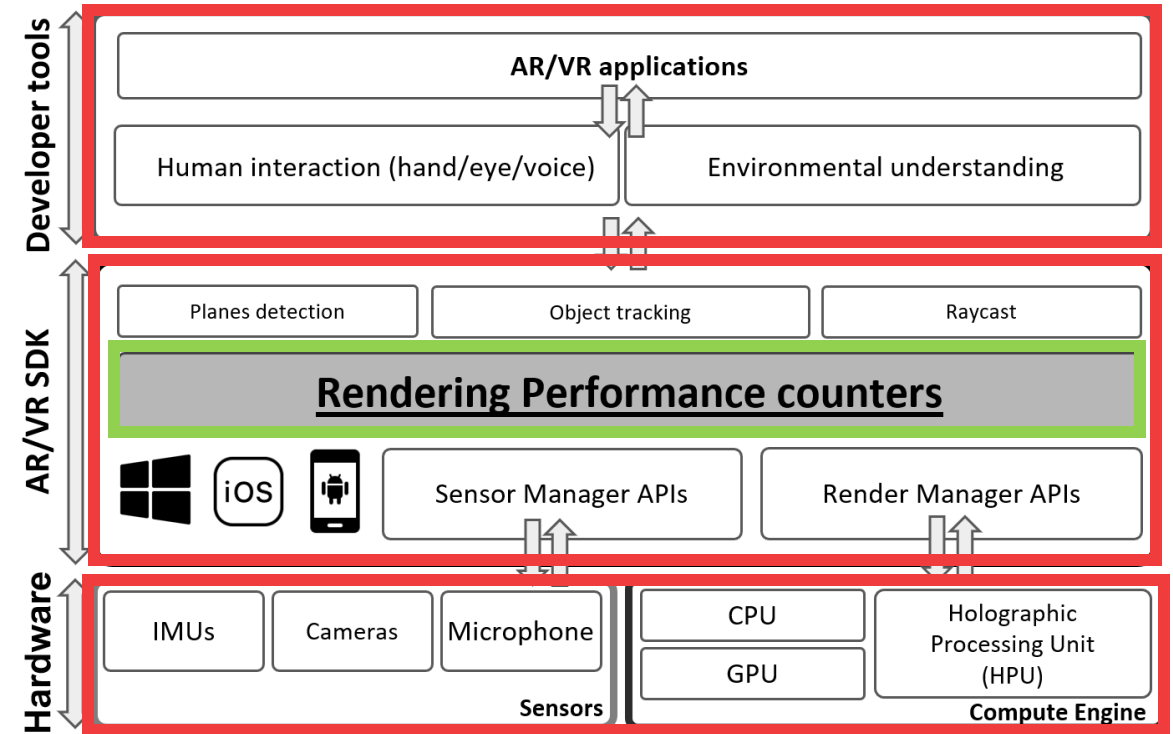 Developer tools
AR/VR applications
Human interaction (hand/eye/voice)
Environmental understanding
AR/VR SDK
Planes detection
Object tracking
Raycast
Rendering Performance counters
iOS
Sensor Manager APIs
Render Manager APIs
Hardware
IMUs
Cameras
Microphone
Sensors
CPU
GPU
Holographic
Processing Unit
(HPU)
Compute Engine